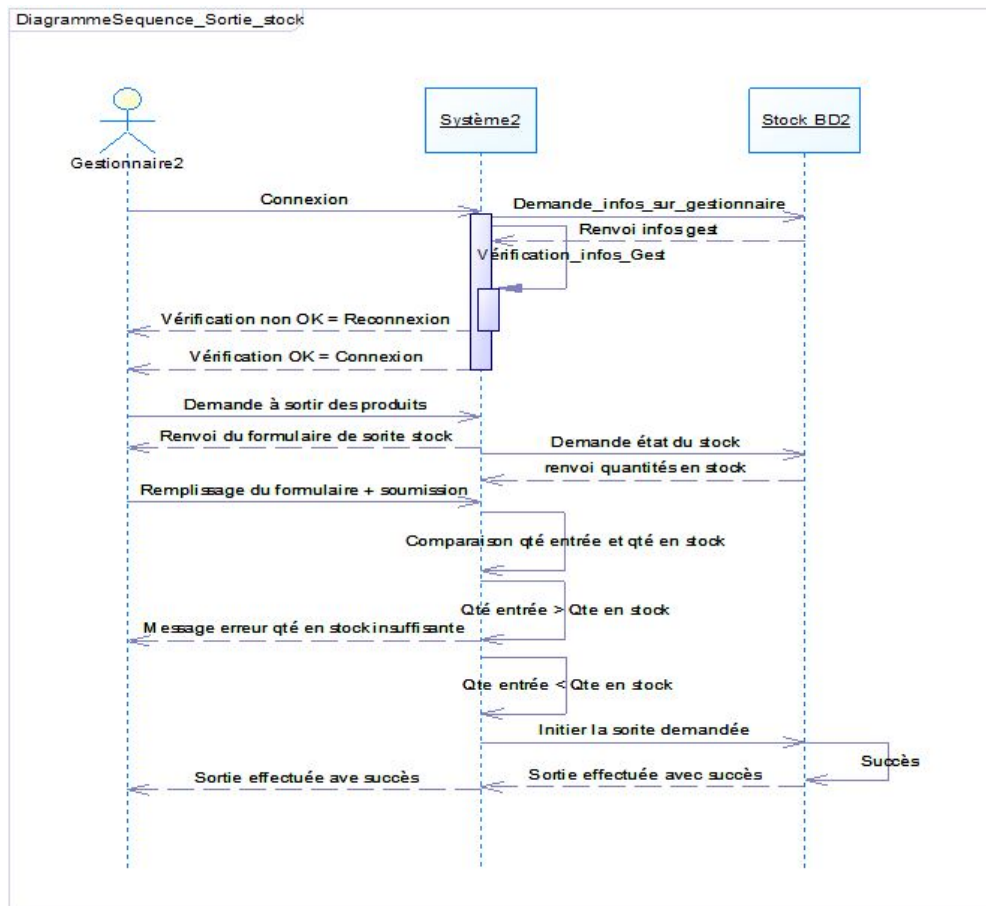 DiagrammeSequence_Sortie_stock
Système2
Stock BD2
Gestionnaire2
Connexion
Demande_infos_sur_gestionnaire
Renvoi infos gest
Vérification_infos_Gest
Vérification non OK = Reconnexion
Vérification OK = Connexion
Demande à sortir des produits
Renvoi du formulaire de sorite stock
Demande état du stock
renvoi quantités en stock
Remplissage du formulaire + soumission
Comparaison qté entrée et qté en stock
Qté entrée > Qte en stock
Message erreur qté en stock insuffisante
Qte entrée < Qte en stock
Initier la sorite demandée
Succès
Sortie effectuée avec succès
Sortie effectuée ave succès